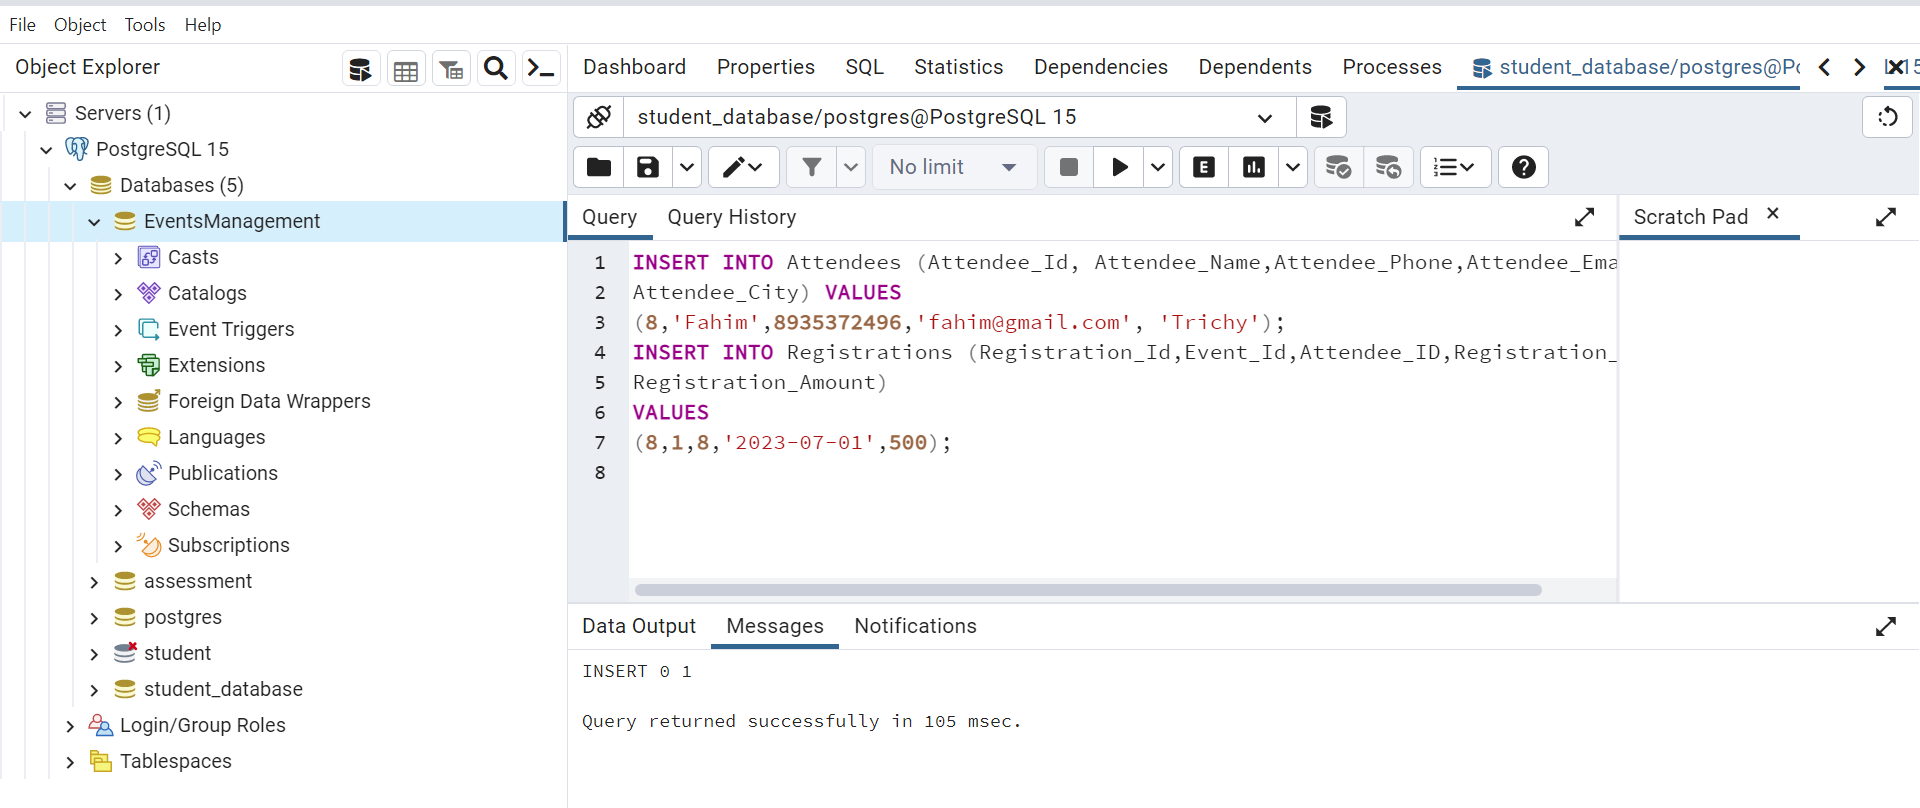 File Object Tools Help
Object Explorer
Servers (1)
PostgreSQL 15
Databases (5)
EventsManagement
Casts
Catalogs
Event Triggers
Extensions
Foreign Data Wrappers
Languages
Publications
Schemas
Subscriptions
assessment
postgres
student
student_database
Login/Group Roles
Tablespaces
Dashboard Properties SQL Statistics Dependencies Dependents Processes student_database/postgres@Po
student_database/postgres@PostgreSQL 15
No limit
E
Query Query History
Scratch Pad
1 INSERT INTO Attendees (Attendee_Id, Attendee_Name,Attendee_Phone,Attendee_Ema
2 Attendee_City) VALUES
3 (8,'Fahim',8935372496,'fahim@gmail.com', 'Trichy');
4 INSERT INTO Registrations (Registration_Id,Event_Id,Attendee_ID,Registration_
5 Registration_Amount)
6 VALUES
7 (8,1,8,'2023-07-01',500);
8
Data Output Messages Notifications
INSERT 0 1
Query returned successfully in 105 msec.